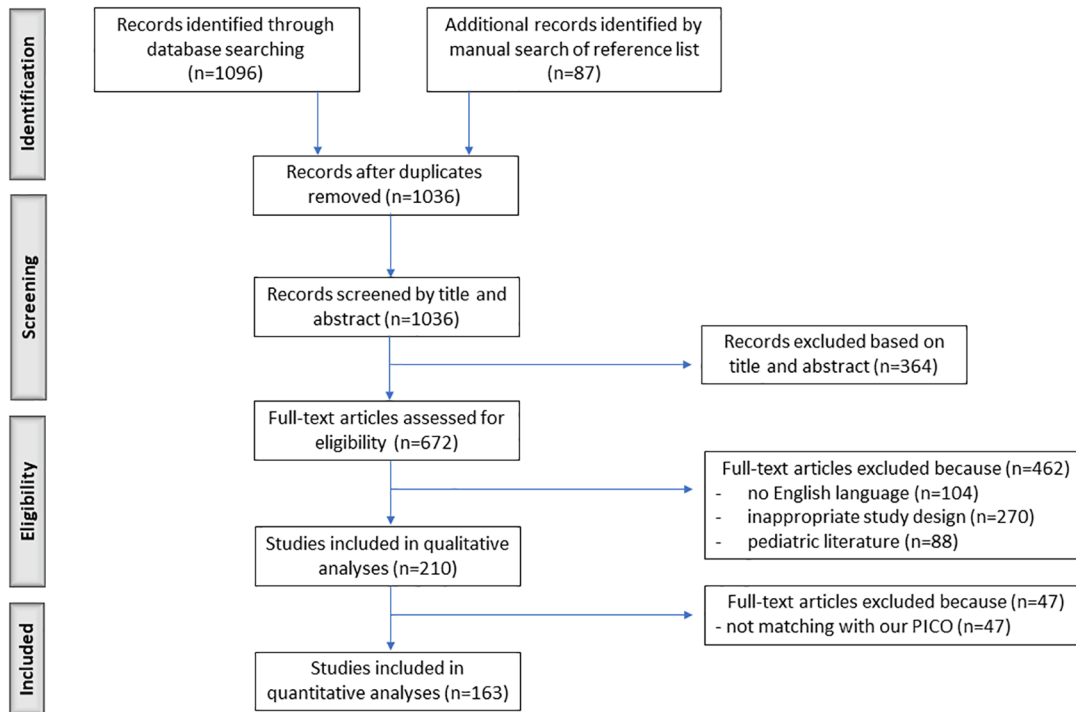 Identification
Records identified through
database searching
(n=1096)
Additional records identified by
manual search of reference list
(n=87)
Records after duplicates
removed (n=1036)
Screening
Records screened by title and
abstract (n=1036)
Records excluded based on
title and abstract (n=364)
Full-text articles assessed for
eligibility (n=672)
Eligibility
Full-text articles excluded because (n=462)
- no English language (n=104)
- inappropriate study design (n=270)
- pediatric literature (n=88)
Studies included in qualitative
analyses (n=210)
Full-text articles excluded because (n=47)
- not matching with our PICO (n=47)
Included
Studies included in
quantitative analyses (n=163)